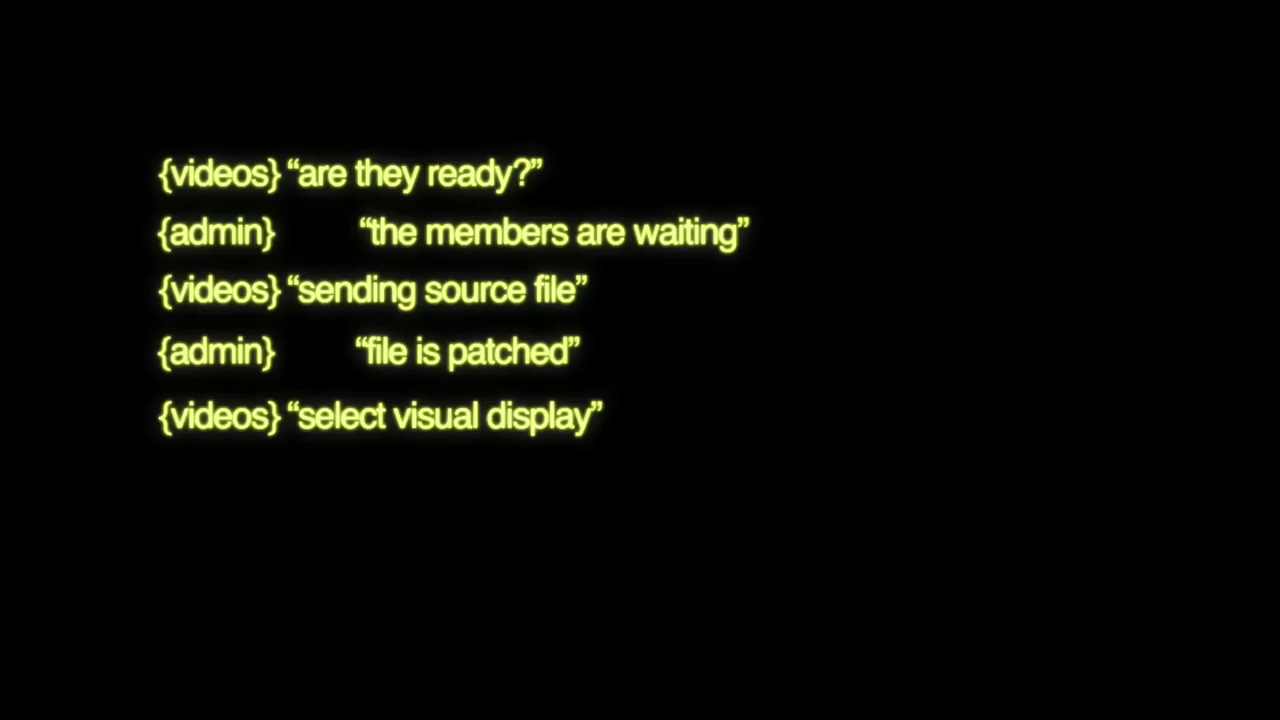 {videos} “are they ready?”
{admin} “the members are waiting”
{videos} “sending source file”
{admin} “file is patched”
{videos} “select visual display”